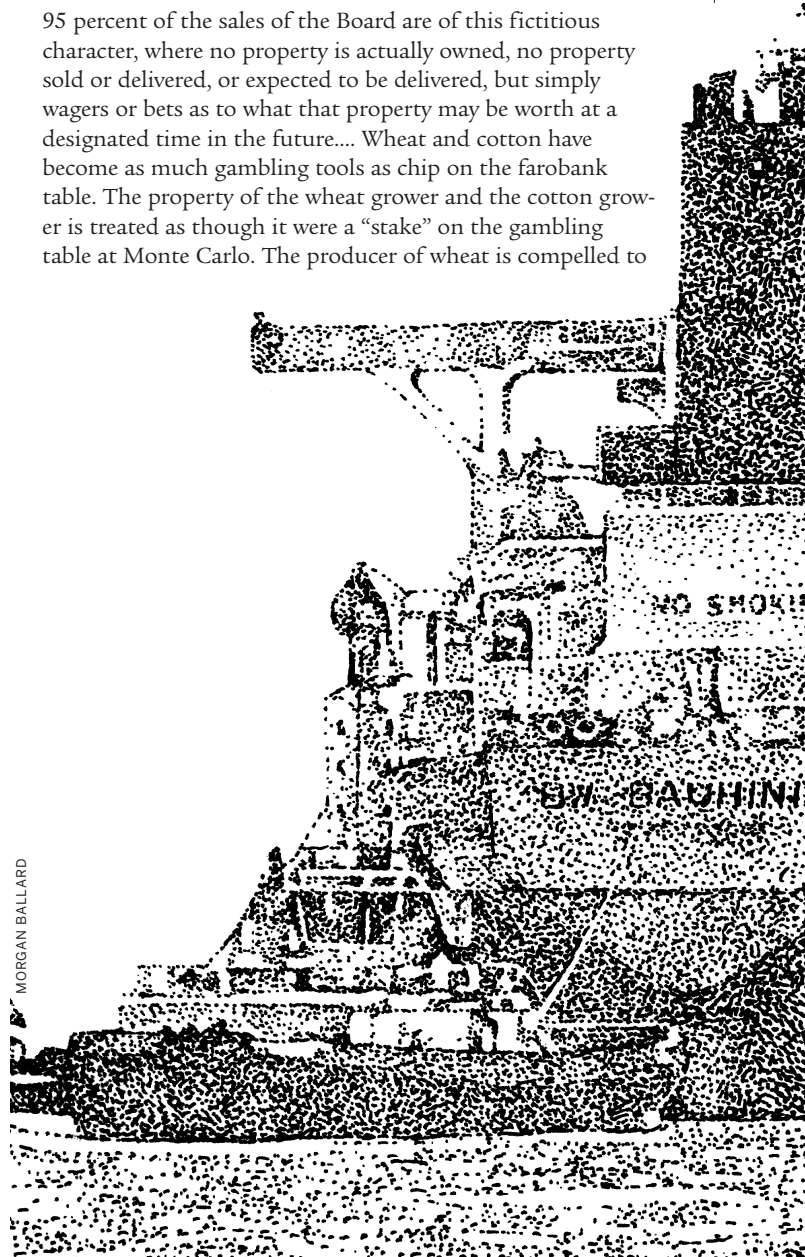 95 percent of the sales of the Board are of this fictitious
character, where no property is actually owned, no property
sold or delivered, or expected to be delivered, but simply
wagers or bets as to what that property may be worth at a
designated time in the future.... Wheat and cotton have
become as much gambling tools as chip on the farobank
table. The property of the wheat grower and the cotton grow-
er is treated as though it were a “stake” on the gambling
table at Monte Carlo. The producer of wheat is compelled to
NO SMOKI
BW BAUHINI
MORGAN BALLARD